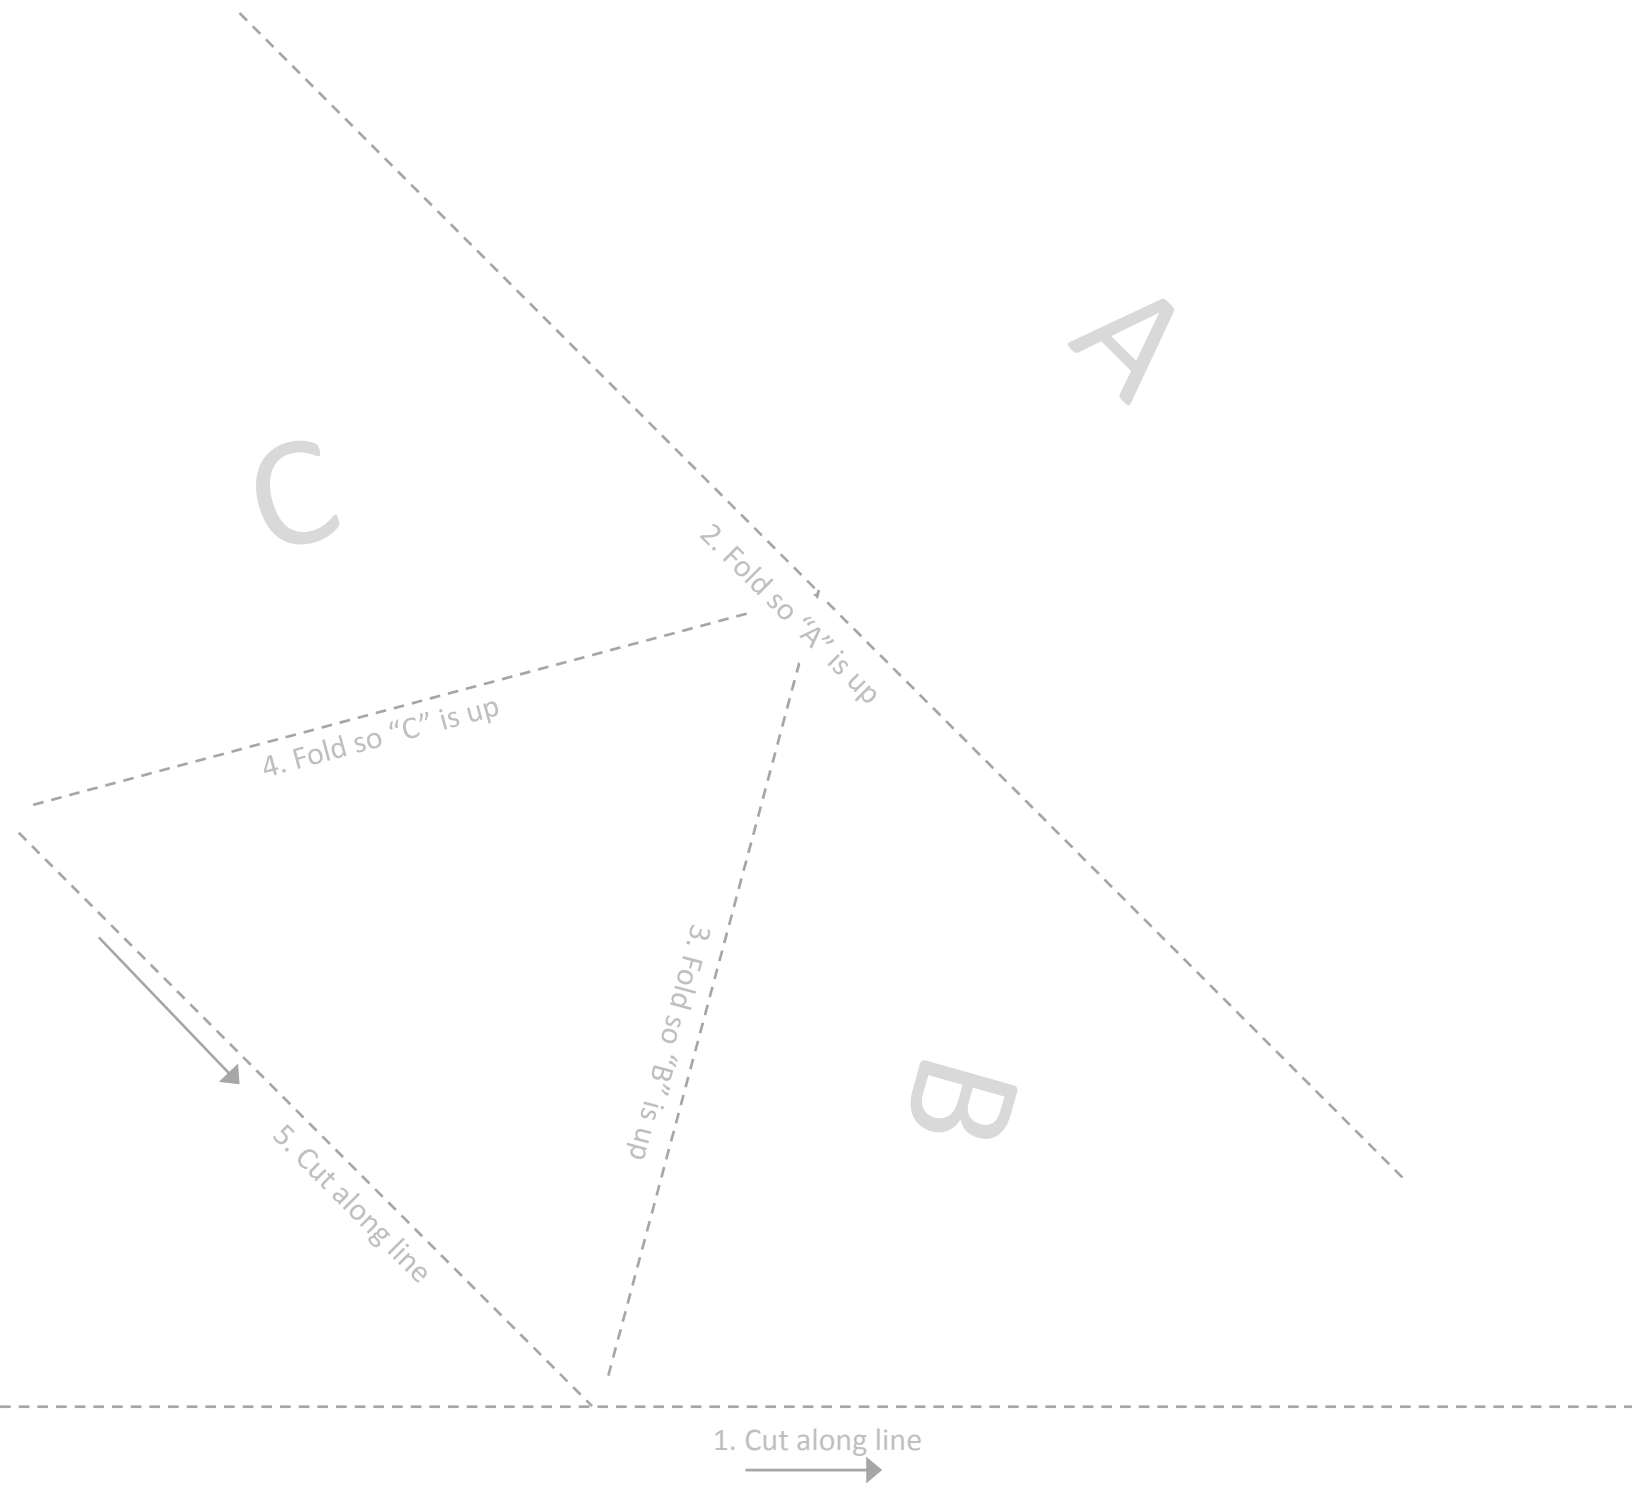 A
C
2. Fold so “A” is up
4. Fold so “C” is up
3. Fold so “B” is up
B
5. Cut along line
1. Cut along line